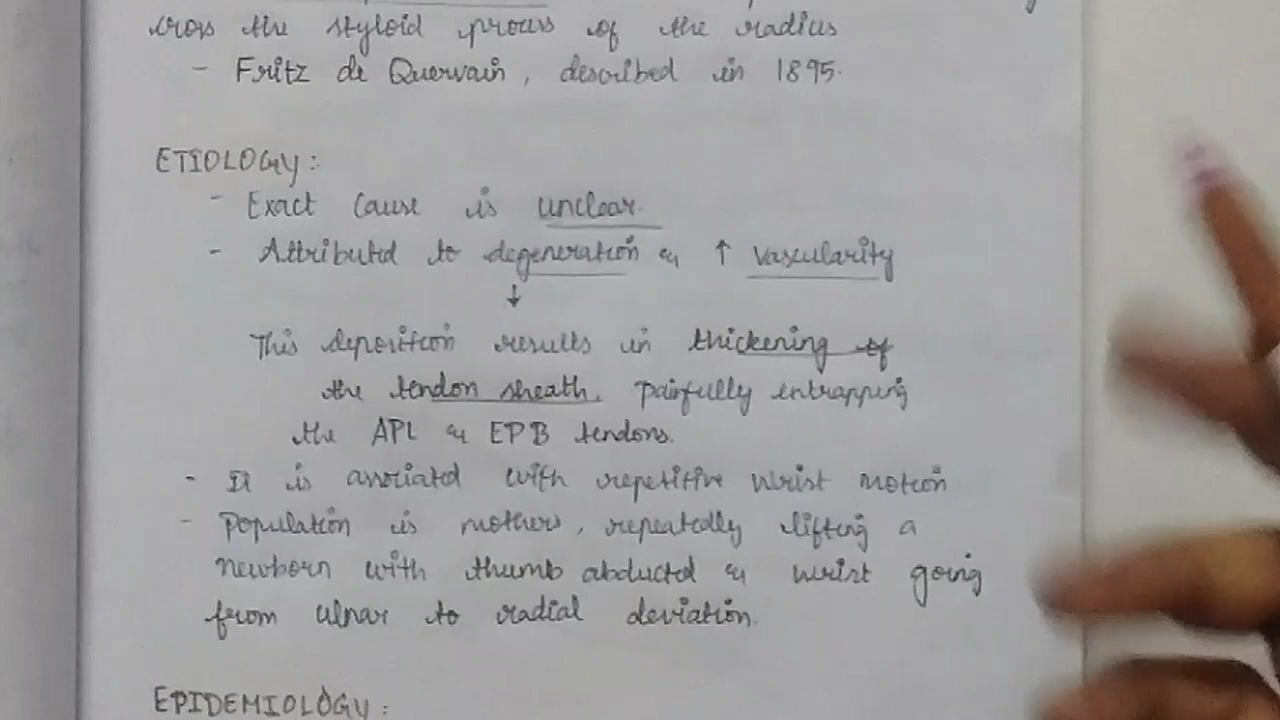 cross the styloid process of the radius
- Fritz de Quervain, described in 1895.
ETIOLOGY:
- Exact cause is unclear.
- Attributed to degeneration & ↑ vascularity
↓
This deposition results in thickening of
the tendon sheath, painfully entrapping
the APL & EPB tendons.
- It is associated with repetitive wrist motion
- Population is mothers, repeatedly lifting a
newborn with thumb abducted & wrist going
from ulnar to radial deviation.
EPIDEMIOLOGY: